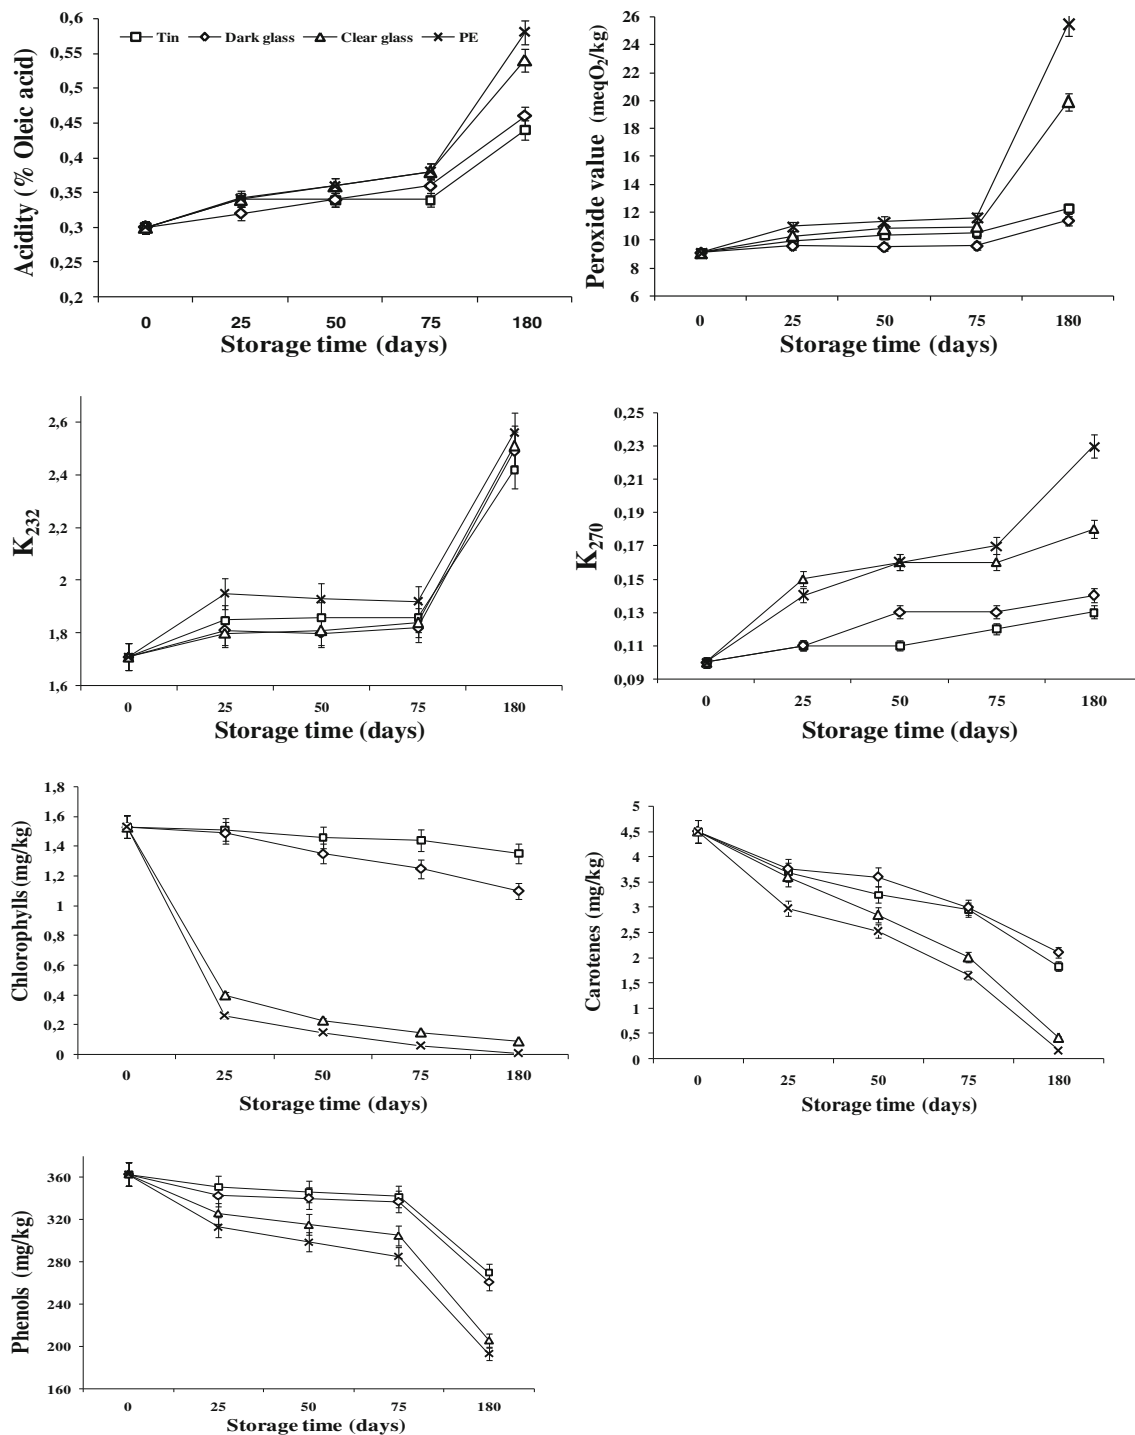 0,6
0,55
0,5
0,45
0,4
0,35
0,3
0,25
0,2
Acidity (% Oleic acid)
Tin Dark glass Clear glass PE
0 25 50 75 180
Storage time (days)
26
24
22
20
18
16
14
12
10
8
6
Peroxide value (meqO₂/kg)
0 25 50 75 180
Storage time (days)
2,6
2,4
2,2
2
1,8
1,6
K₂₃₂
0 25 50 75 180
Storage time (days)
0,25
0,23
0,21
0,19
0,17
0,15
0,13
0,11
0,09
K₂₇₀
0 25 50 75 180
Storage time (days)
1,8
1,6
1,4
1,2
1
0,8
0,6
0,4
0,2
0
Chlorophylls (mg/kg)
0 25 50 75 180
Storage time (days)
5
4,5
4
3,5
3
2,5
2
1,5
1
0,5
0
Carotenes (mg/kg)
0 25 50 75 180
Storage time (days)
360
320
280
240
200
160
Phenols (mg/kg)
0 25 50 75 180
Storage time (days)